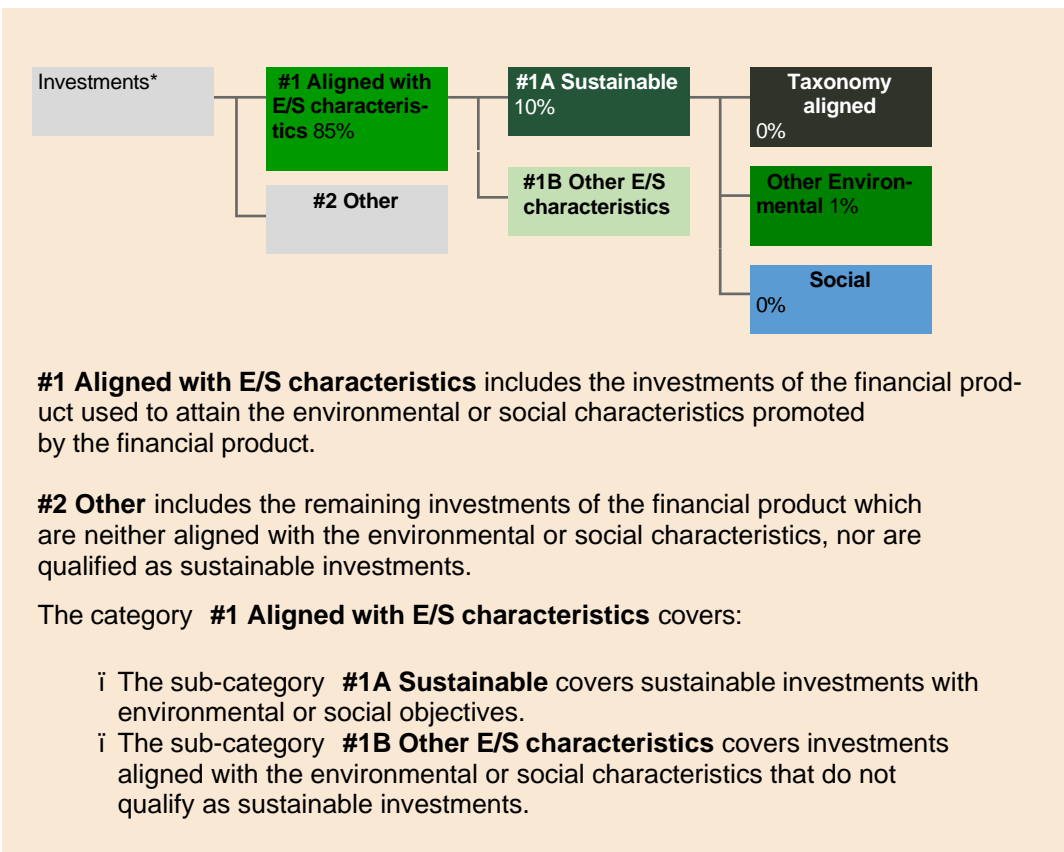 Investments*
#1 Aligned with
E/S characteris-
tics 85%
#2 Other
#1A Sustainable
10%
#1B Other E/S
characteristics
Taxonomy
aligned
0%
Other Environ-
mental 1%
Social
0%
#1 Aligned with E/S characteristics includes the investments of the financial prod-
uct used to attain the environmental or social characteristics promoted
by the financial product.
#2 Other includes the remaining investments of the financial product which
are neither aligned with the environmental or social characteristics, nor are
qualified as sustainable investments.
The category #1 Aligned with E/S characteristics covers:
ï The sub-category #1A Sustainable covers sustainable investments with
environmental or social objectives.
ï The sub-category #1B Other E/S characteristics covers investments
aligned with the environmental or social characteristics that do not
qualify as sustainable investments.